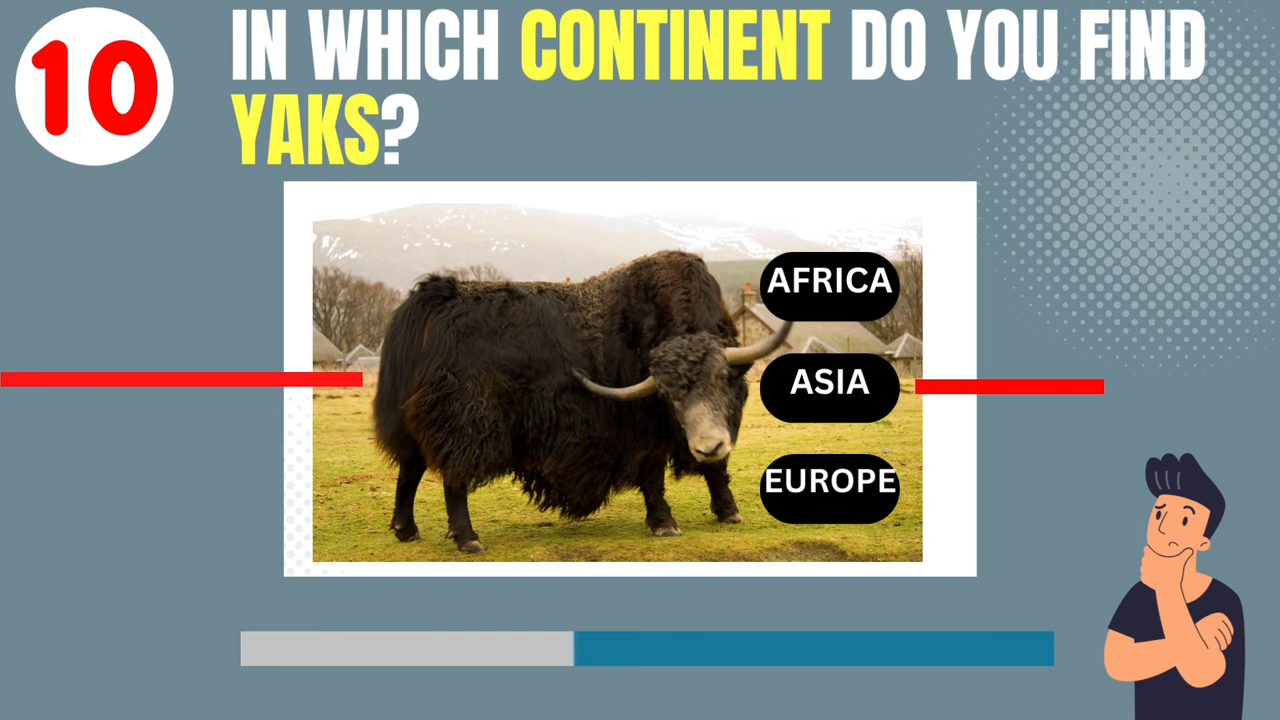 10
IN WHICH CONTINENT DO YOU FIND
YAKS?
AFRICA
ASIA
EUROPE